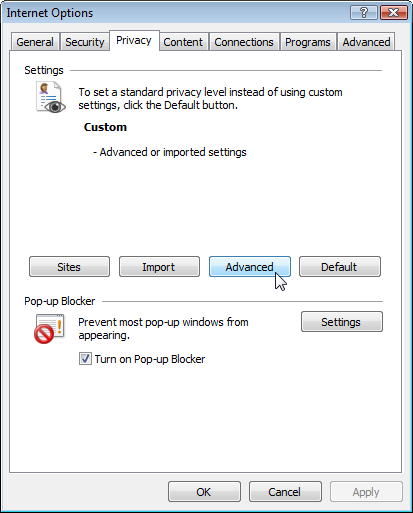 Internet Options
General Security Privacy Content Connections Programs Advanced
Settings
To set a standard privacy level instead of using custom
settings, click the Default button.
Custom
- Advanced or imported settings
Sites Import Advanced Default
Pop-up Blocker
Prevent most pop-up windows from
appearing.
Settings
Turn on Pop-up Blocker
OK Cancel Apply